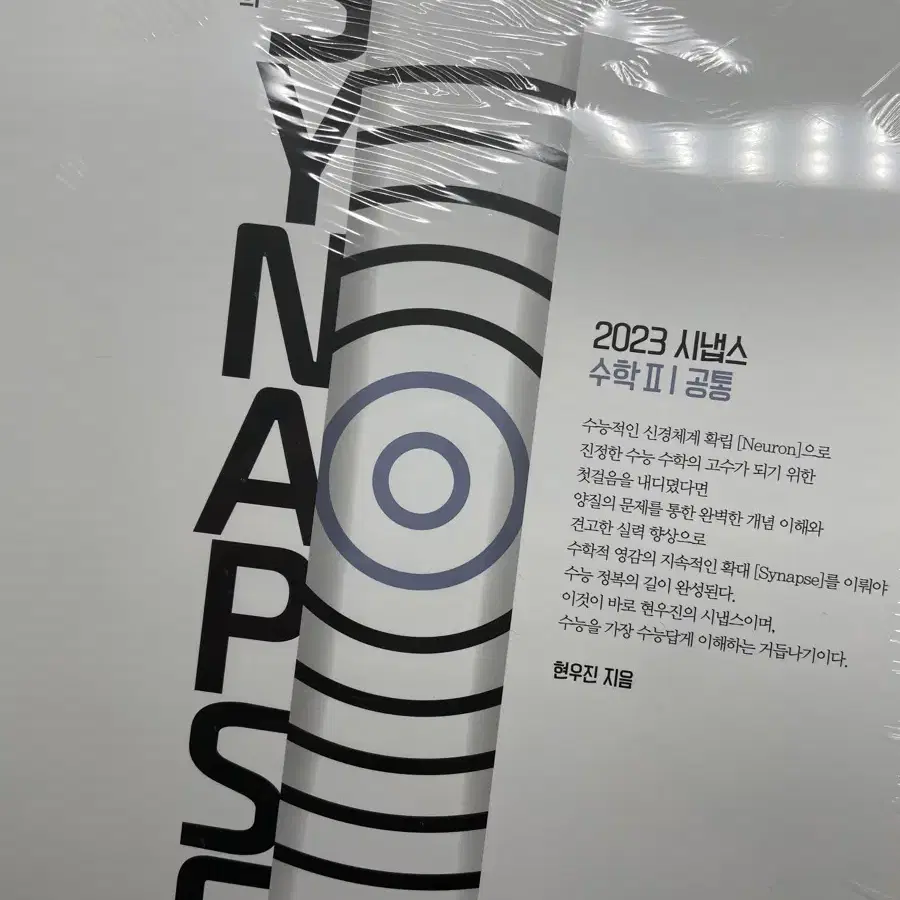 의
SYNAPSE
2023 시냅스
수학Ⅱ | 공통
수능적인 신경체계 확립 [Neuron]으로
진정한 수능 수학의 고수가 되기 위한
첫걸음을 내디뎠다면
양질의 문제를 통한 완벽한 개념 이해와
견고한 실력 향상으로
수학적 영감의 지속적인 확대 [Synapse]를 이뤄야
수능 정복의 길이 완성된다.
이것이 바로 현우진의 시냅스이며,
수능을 가장 수능답게 이해하는 거듭나기이다.
현우진 지음